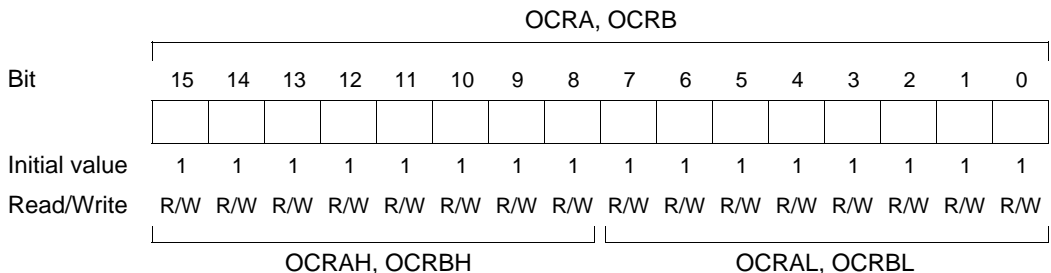 OCRA, OCRB
Bit 15 14 13 12 11 10 9 8 7 6 5 4 3 2 1 0
Initial value 1 1 1 1 1 1 1 1 1 1 1 1 1 1 1 1
Read/Write R/W R/W R/W R/W R/W R/W R/W R/W R/W R/W R/W R/W R/W R/W R/W R/W
OCRAH, OCRBH OCRAL, OCRBL